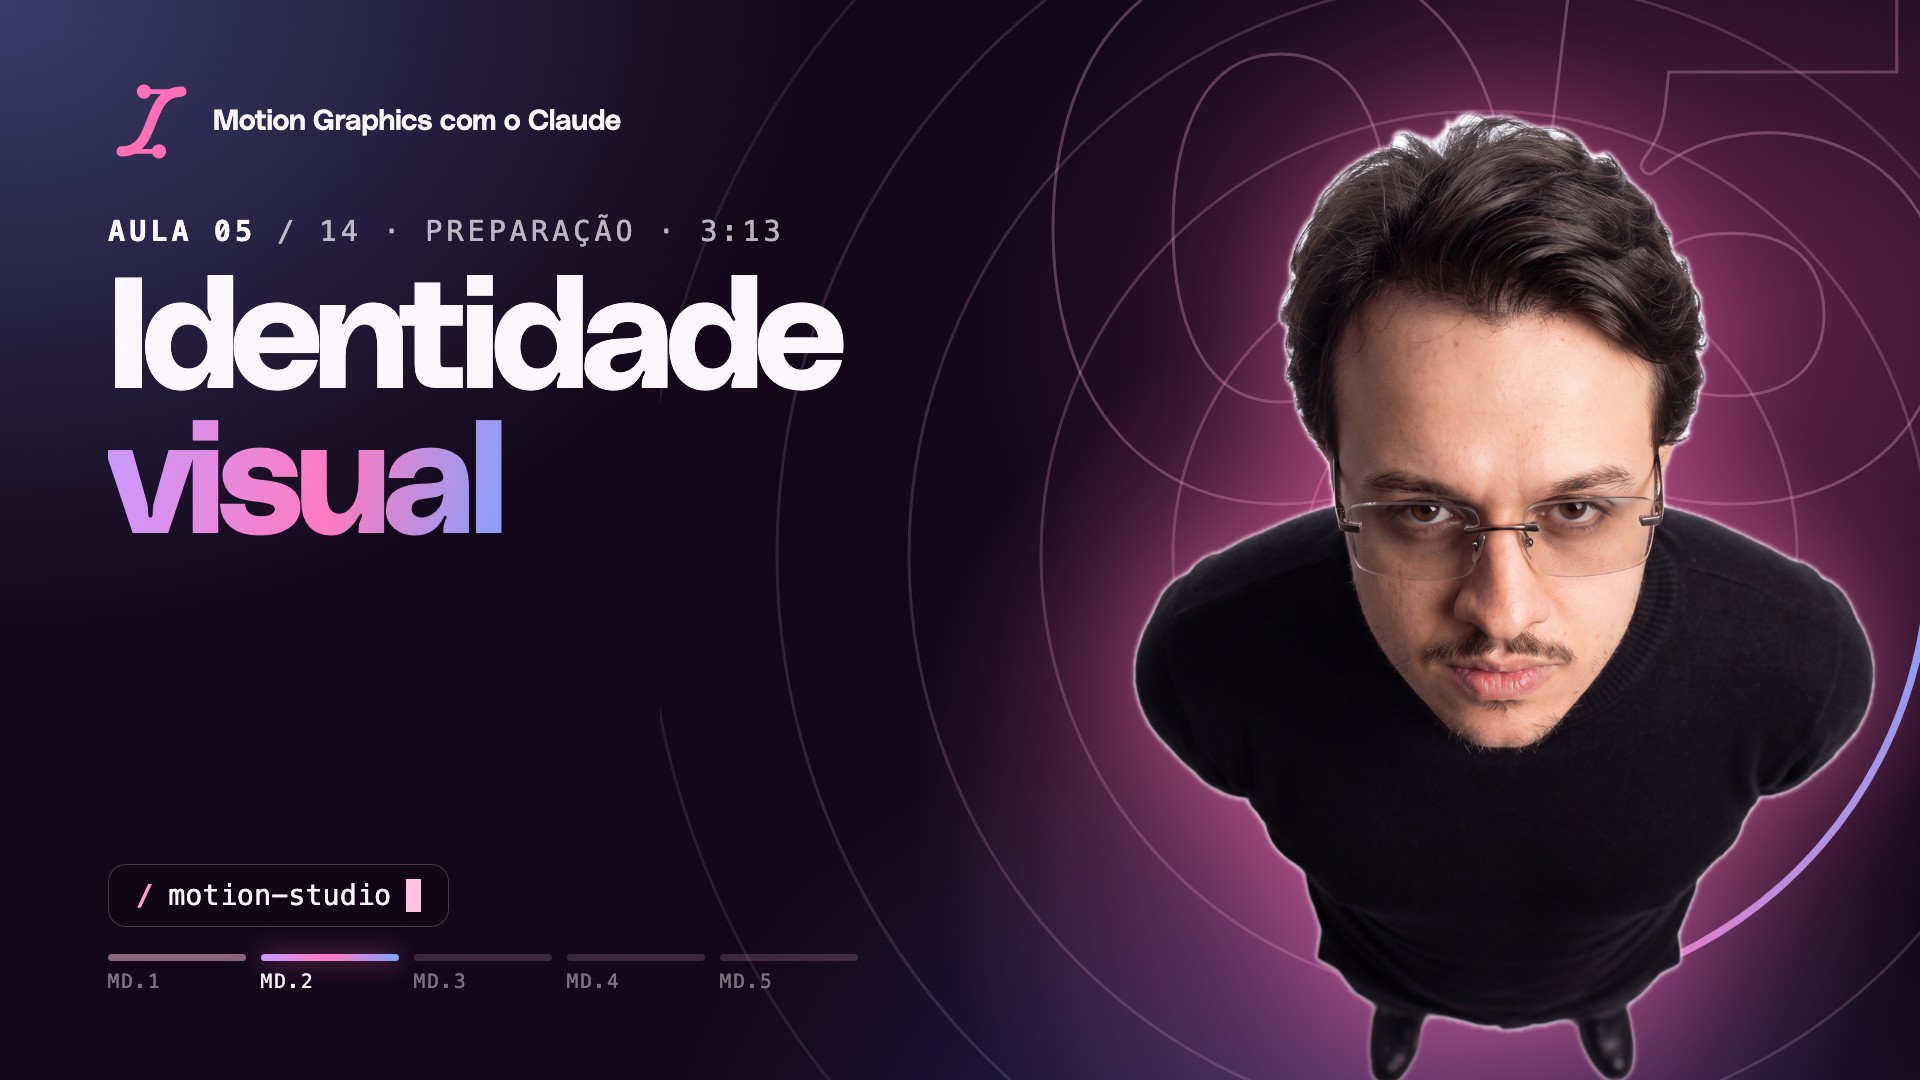 Motion Graphics com o Claude
AULA 05 / 14 · PREPARAÇÃO · 3:13
Identidade
visual
/ motion-studio
MD.1 MD.2 MD.3 MD.4 MD.5
05